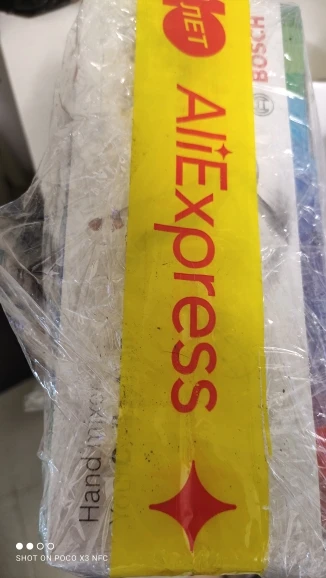 ЛЕТ
AliExpress
BOSCH
Hand mixer
SHOT ON POCO X3 NFC